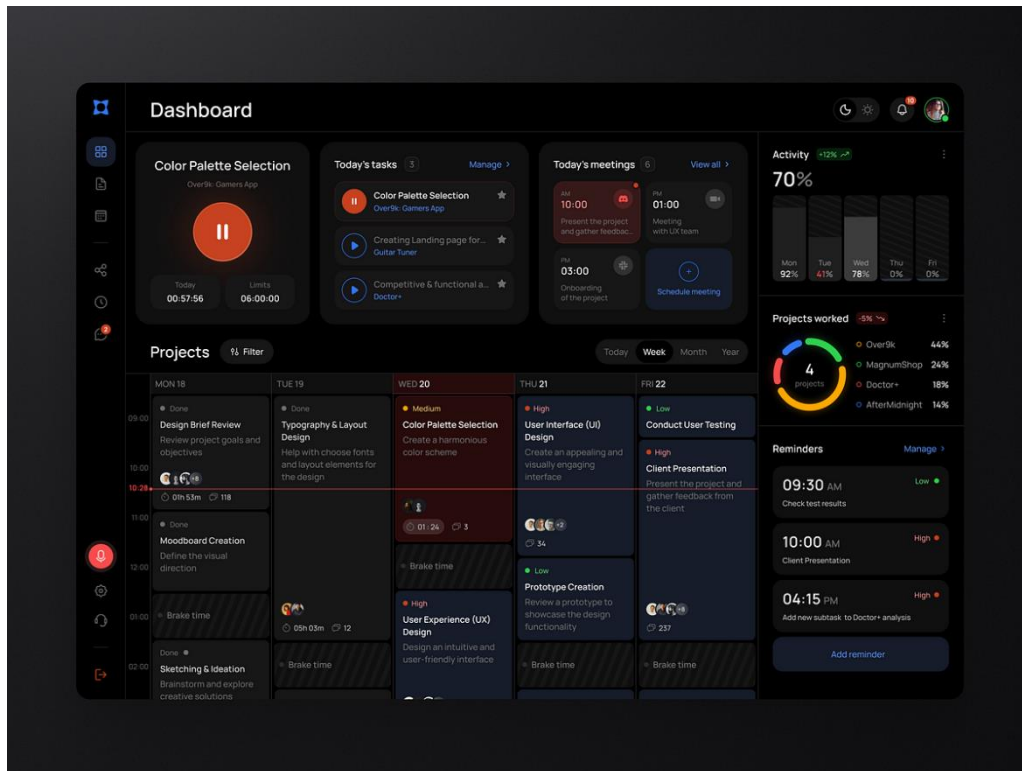 Dashboard
10
2
Color Palette Selection
Over9k: Gamers App
Today
00:57:56
Limits
06:00:00
Today's tasks 3
Manage >
Color Palette Selection
Over9k: Gamers App
Creating Landing page for...
Guitar Tuner
Competitive & functional a...
Doctor+
Today's meetings 6
View all >
AM
10:00
Present the project
and gather feedbac..
PM
01:00
Meeting
with UX team
PM
03:00
Onboarding
of the project
Schedule meeting
Activity +12%
70%
Mon
92%
Tue
41%
Wed
78%
Thu
0%
Fri
0%
Projects worked -5%
4
projects
Over9k 44%
MagnumShop 24%
Doctor+ 18%
AfterMidnight 14%
Reminders
Manage >
09:30 AM
Low
Check test results
10:00 AM
High
Client Presentation
04:15 PM
High
Add new subtask to Doctor+ analysis
Add reminder
Projects
Filter
Today Week Month Year
MON 18
TUE 19
WED 20
THU 21
FRI 22
09:00
10:00
10:28
11:00
12:00
01:00
02:00
Done
Design Brief Review
Review project goals and
objectives
+8
01h 53m 118
Done
Moodboard Creation
Define the visual
direction
Brake time
Done
Sketching & Ideation
Brainstorm and explore
creative solutions
Done
Typography & Layout
Design
Help with choose fonts
and layout elements for
the design
05h 03m 12
Brake time
Medium
Color Palette Selection
Create a harmonious
color scheme
01:24 3
Brake time
High
User Experience (UX)
Design
Design an intuitive and
user-friendly interface
High
User Interface (UI)
Design
Create an appealing and
visually engaging
interface
+2
34
Low
Prototype Creation
Review a prototype to
showcase the design
functionality
Brake time
Low
Conduct User Testing
High
Client Presentation
Present the project and
gather feedback from
the client
+8
237
Brake time